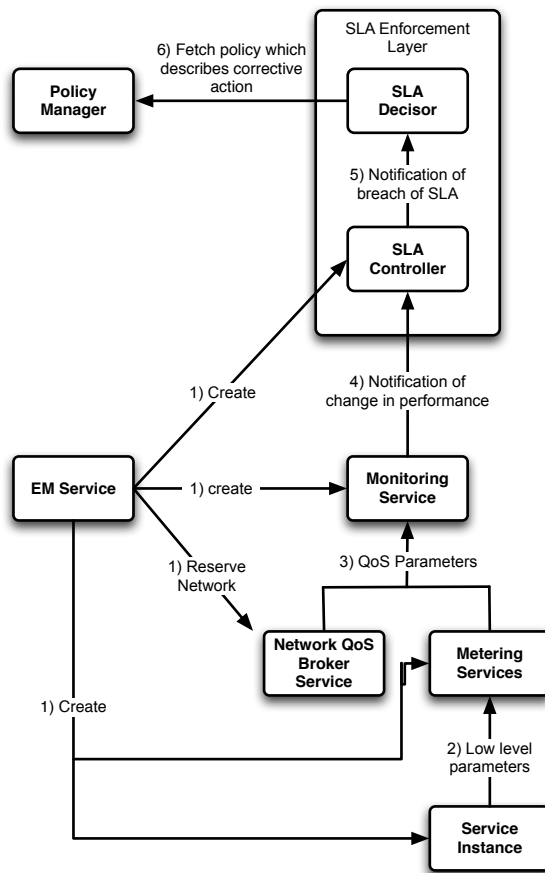 SLA Enforcement
Layer
6) Fetch policy which
describes corrective
action
Policy
Manager
SLA
Decisor
5) Notification of
breach of SLA
SLA
Controller
1) Create
4) Notification of
change in performance
EM Service
1) create
Monitoring
Service
1) Reserve
Network
3) QoS Parameters
Network QoS
Broker
Service
Metering
Services
1) Create
2) Low level
parameters
Service
Instance